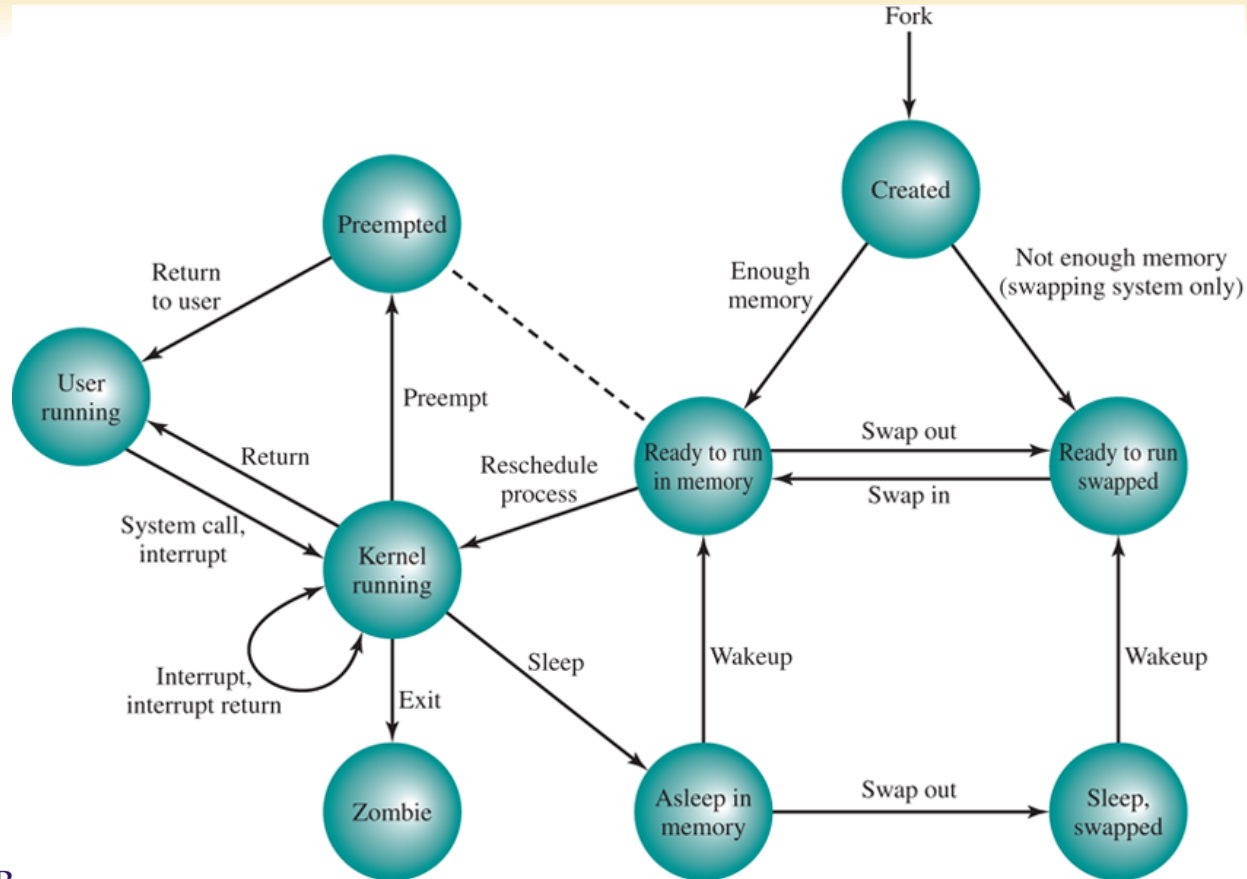 Fork
Created
Preempted
Return
to user
Enough
memory
Not enough memory
(swapping system only)
User
running
Preempt
Return
Reschedule
process
Ready to run
in memory
Swap out
Swap in
Ready to run
swapped
System call,
interrupt
Kernel
running
Interrupt,
interrupt return
Exit
Sleep
Wakeup
Wakeup
Zombie
Asleep in
memory
Swap out
Sleep,
swapped